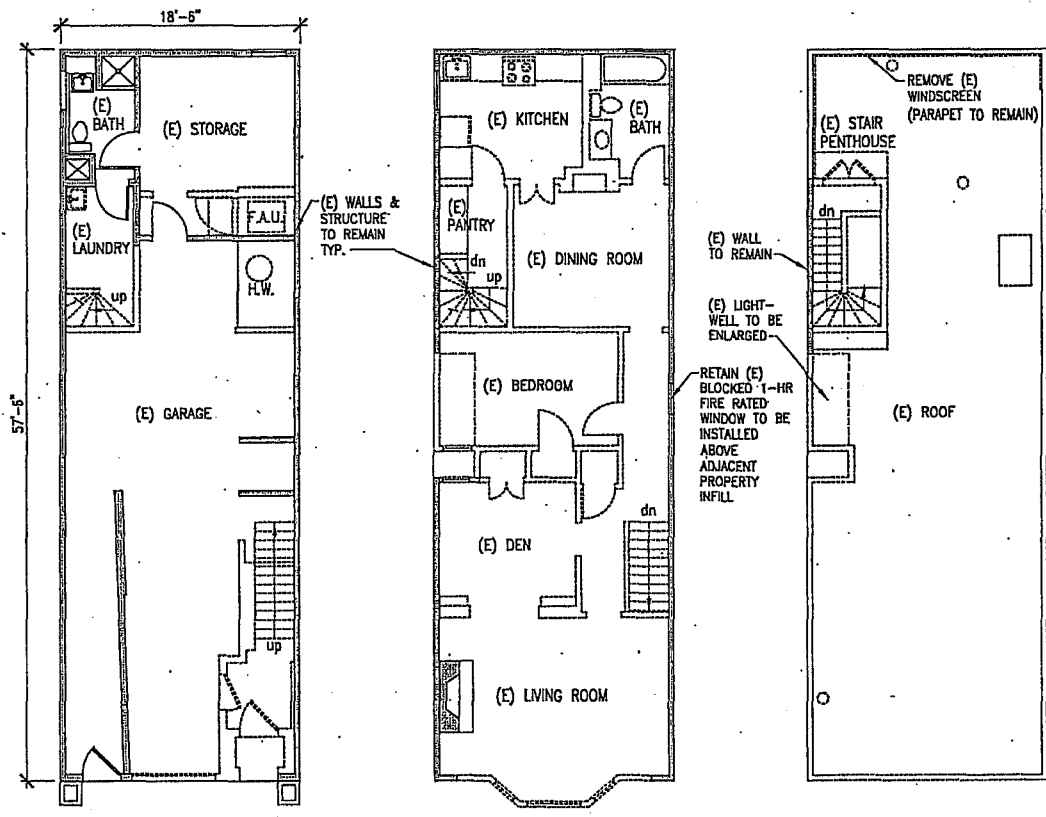 18'-6"
57'-6"
(E)
BATH
(E) STORAGE
(E)
LAUNDRY
F.A.U.
H.W.
up
(E) GARAGE
up
(E) WALLS &
STRUCTURE
TO REMAIN
TYP.
(E) KITCHEN
(E)
BATH
(E)
PANTRY
dn
up
(E) DINING ROOM
(E) BEDROOM
(E) DEN
dn
(E) LIVING ROOM
RETAIN (E)
BLOCKED 1-HR
FIRE RATED
WINDOW TO BE
INSTALLED
ABOVE
ADJACENT
PROPERTY
INFILL
REMOVE (E)
WINDSCREEN
(PARAPET TO REMAIN)
(E) STAIR
PENTHOUSE
dn
(E) WALL
TO REMAIN
(E) LIGHT-
WELL TO BE
ENLARGED
(E) ROOF